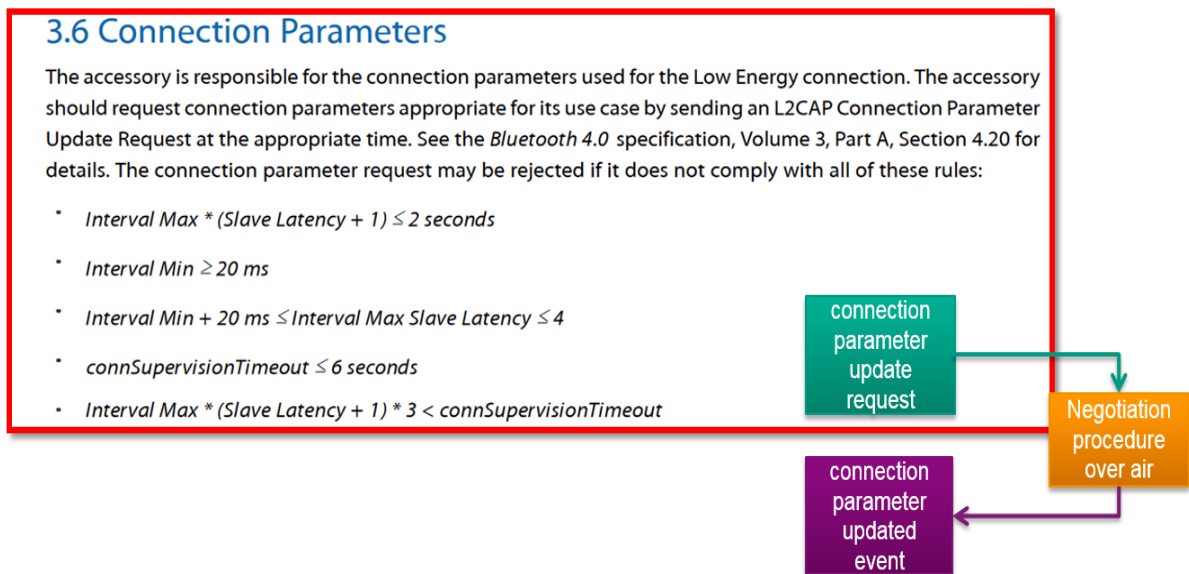 3.6 Connection Parameters
The accessory is responsible for the connection parameters used for the Low Energy connection. The accessory
should request connection parameters appropriate for its use case by sending an L2CAP Connection Parameter
Update Request at the appropriate time. See the Bluetooth 4.0 specification, Volume 3, Part A, Section 4.20 for
details. The connection parameter request may be rejected if it does not comply with all of these rules:
• Interval Max * (Slave Latency + 1) ≤ 2 seconds
• Interval Min ≥ 20 ms
• Interval Min + 20 ms ≤ Interval Max Slave Latency ≤ 4
• connSupervisionTimeout ≤ 6 seconds
• Interval Max * (Slave Latency + 1) * 3 < connSupervisionTimeout
connection
parameter
update
request
Negotiation
procedure
over air
connection
parameter
updated
event